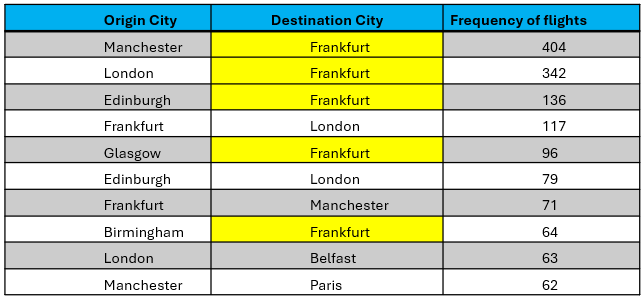 Origin City Destination City Frequency of flights
Manchester Frankfurt 404
London Frankfurt 342
Edinburgh Frankfurt 136
Frankfurt London 117
Glasgow Frankfurt 96
Edinburgh London 79
Frankfurt Manchester 71
Birmingham Frankfurt 64
London Belfast 63
Manchester Paris 62